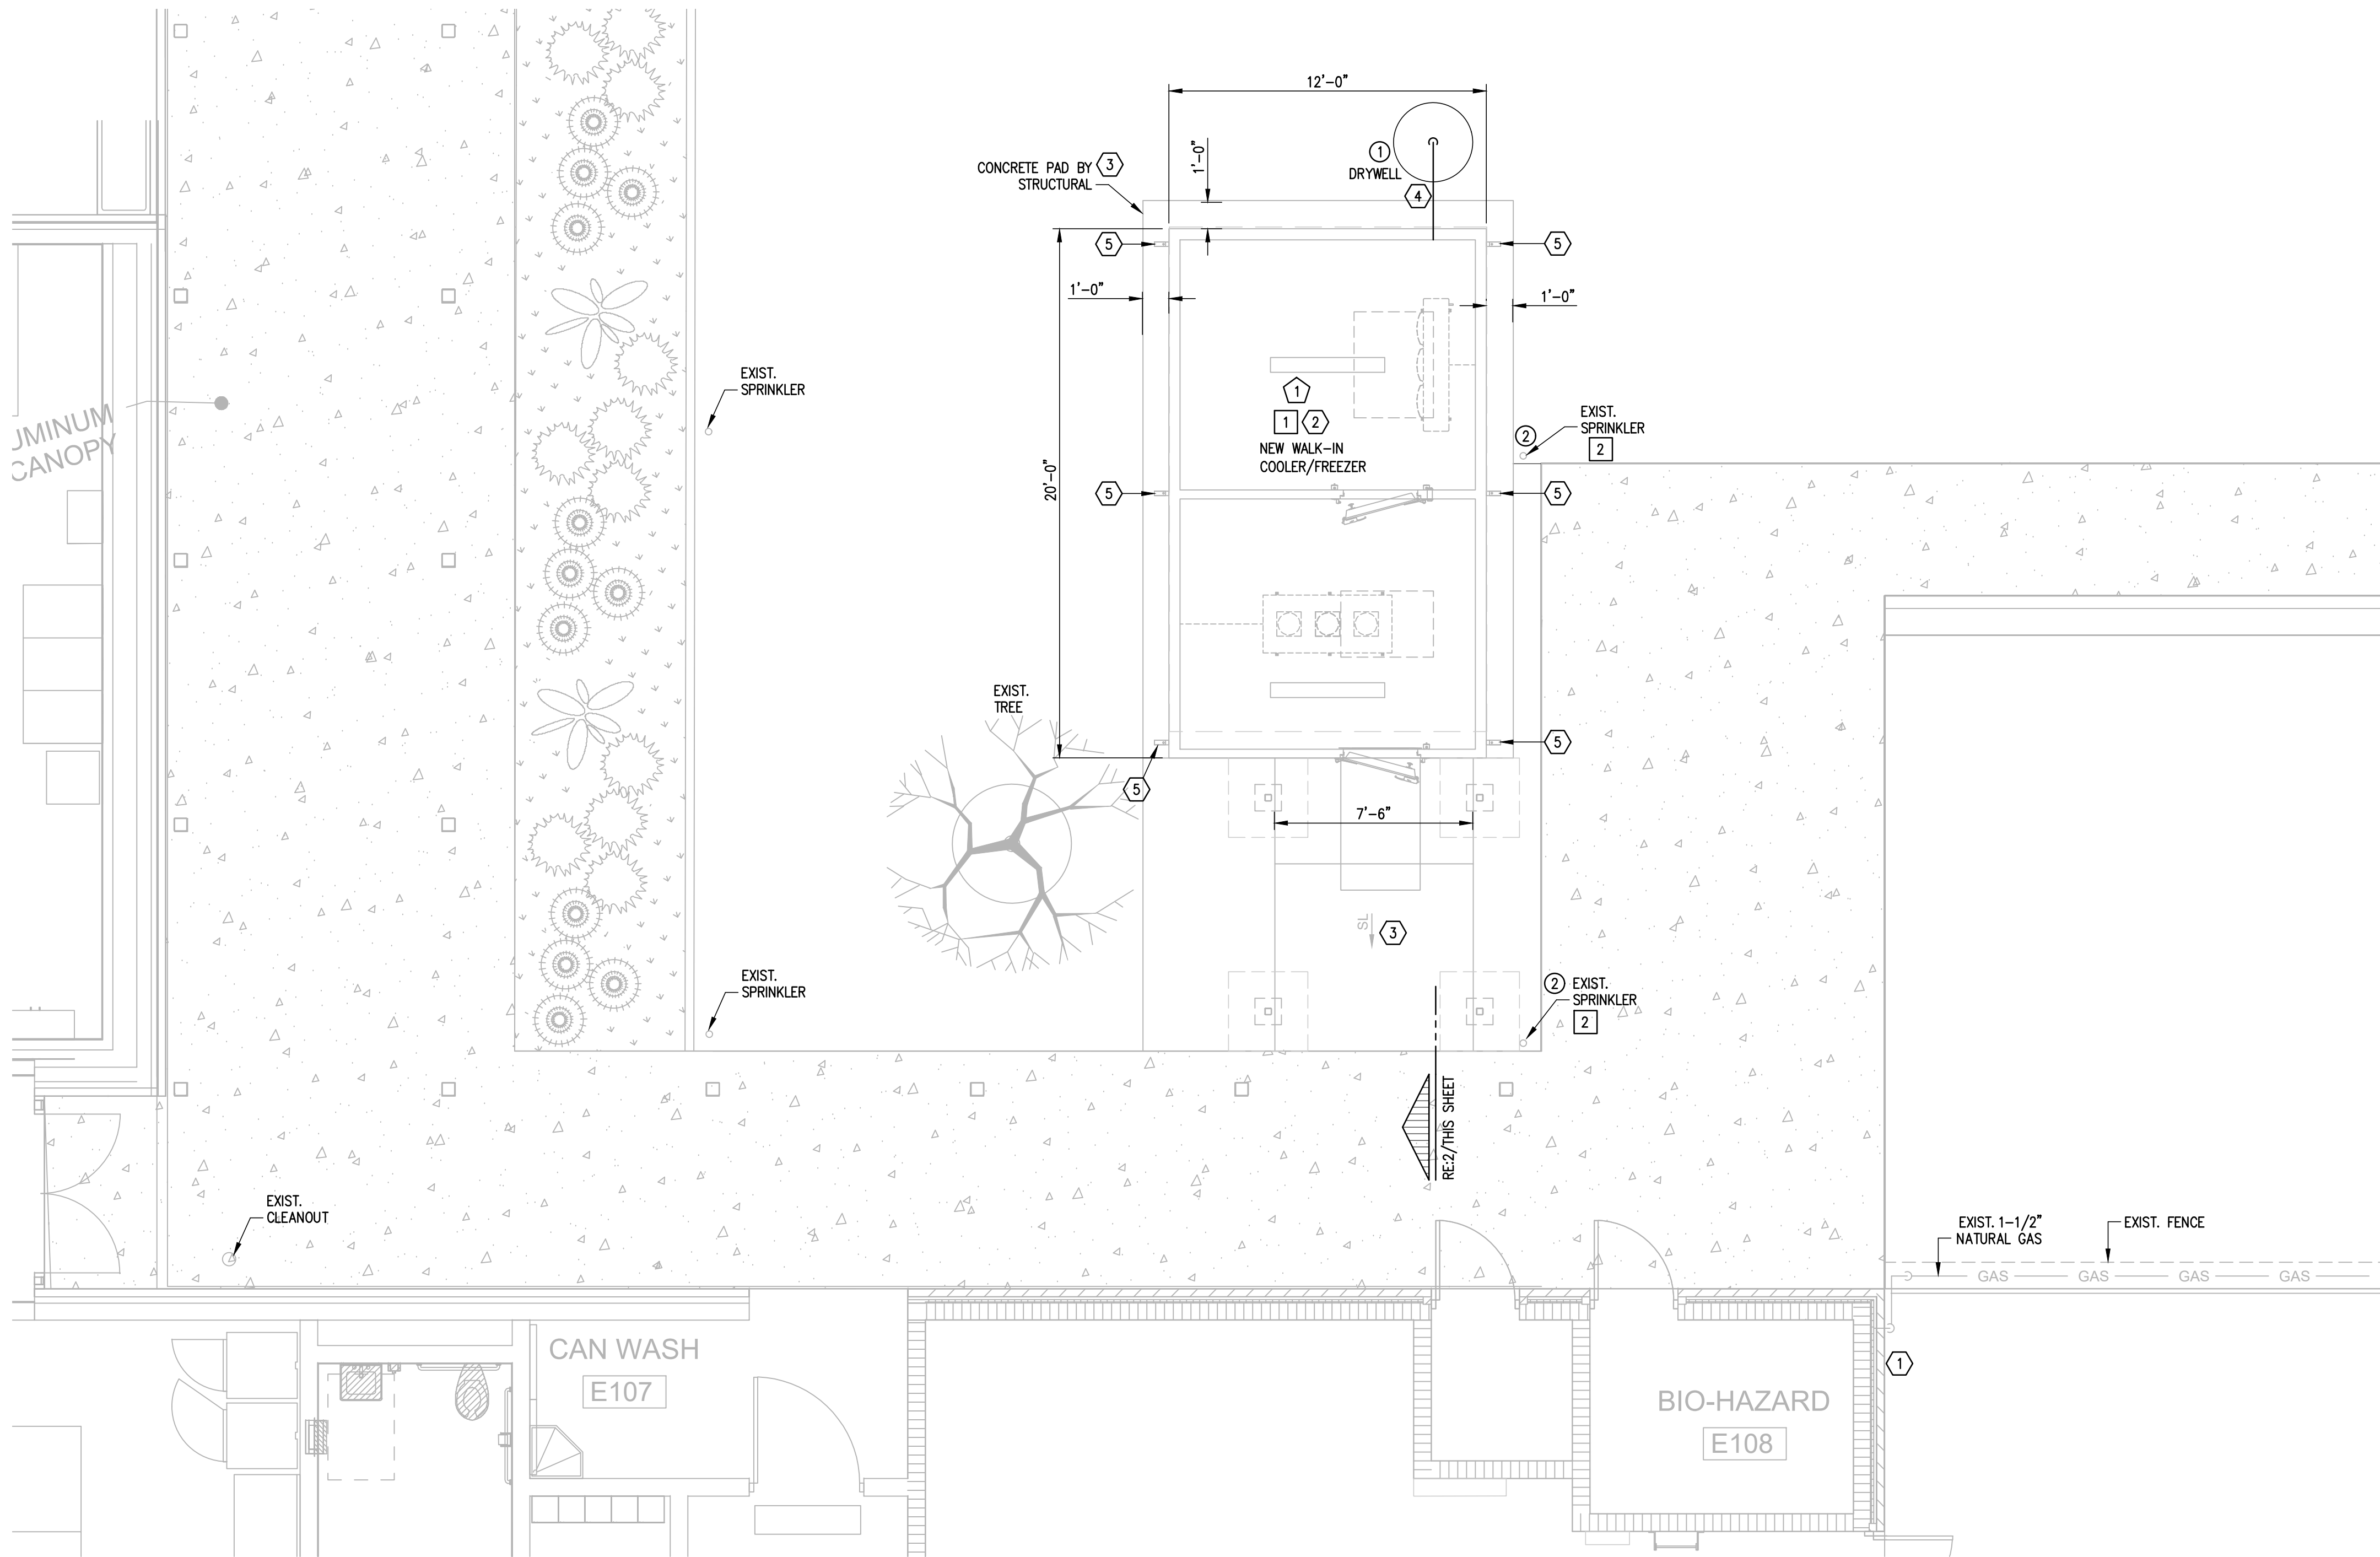 12'-0"
1'-0"
1
DRYWELL
4
CONCRETE PAD BY 3
STRUCTURAL
5
5
1'-0"
1'-0"
EXIST.
SPRINKLER
UMINUM
CANOPY
1
1 2
NEW WALK-IN
COOLER/FREEZER
2
EXIST.
SPRINKLER
2
20'-0"
5
5
EXIST.
TREE
5
5
7'-6"
SL
3
EXIST.
SPRINKLER
2 EXIST.
SPRINKLER
2
RE:2/THIS SHEET
EXIST.
CLEANOUT
EXIST. 1-1/2"
NATURAL GAS
EXIST. FENCE
GAS GAS GAS GAS
CAN WASH
E107
1
BIO-HAZARD
E108